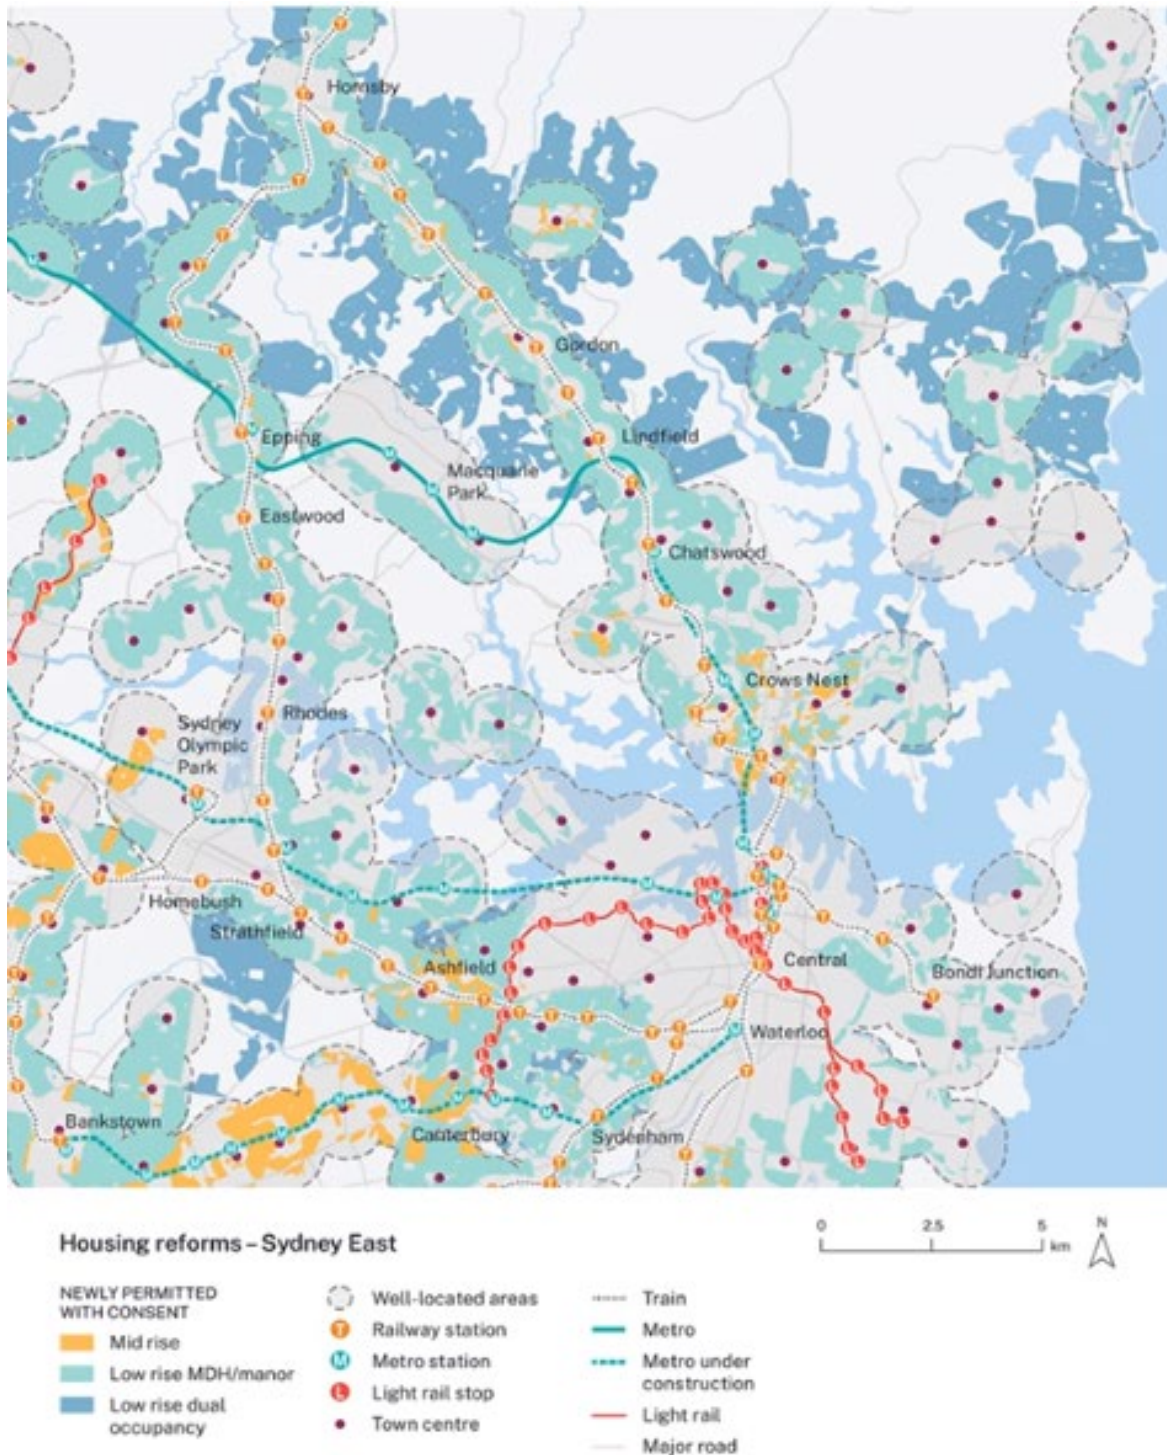 Hornsby
Gordon
Lindfield
Epping
Macquarie
Park
Eastwood
Chatswood
Crows Nest
Rhodes
Sydney
Olympic
Park
Homebush
Strathfield
Ashfield
Central
Bondi Junction
Waterloo
Bankstown
Canterbury
Sydenham
Housing reforms – Sydney East
0 2.5 5
km
N
NEWLY PERMITTED
WITH CONSENT
Mid rise
Low rise MDH/manor
Low rise dual
occupancy
Well-located areas
T Railway station
M Metro station
L Light rail stop
Town centre
Train
Metro
Metro under
construction
Light rail
Major road